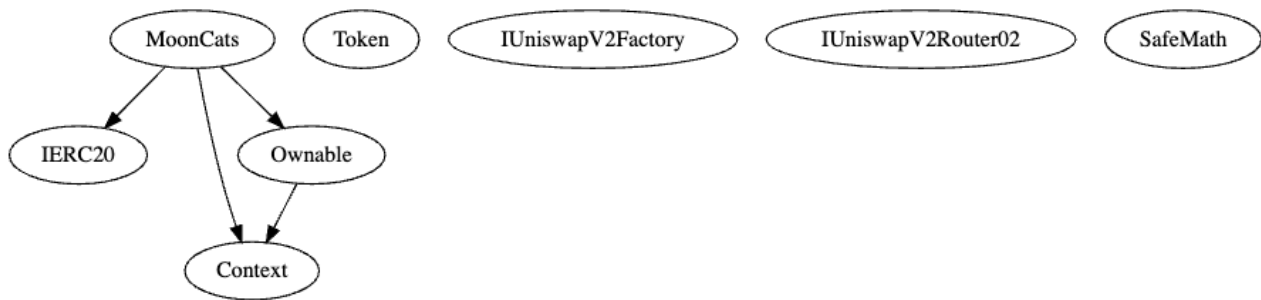 MoonCats
Token
IUniswapV2Factory
IUniswapV2Router02
SafeMath
IERC20
Ownable
Context